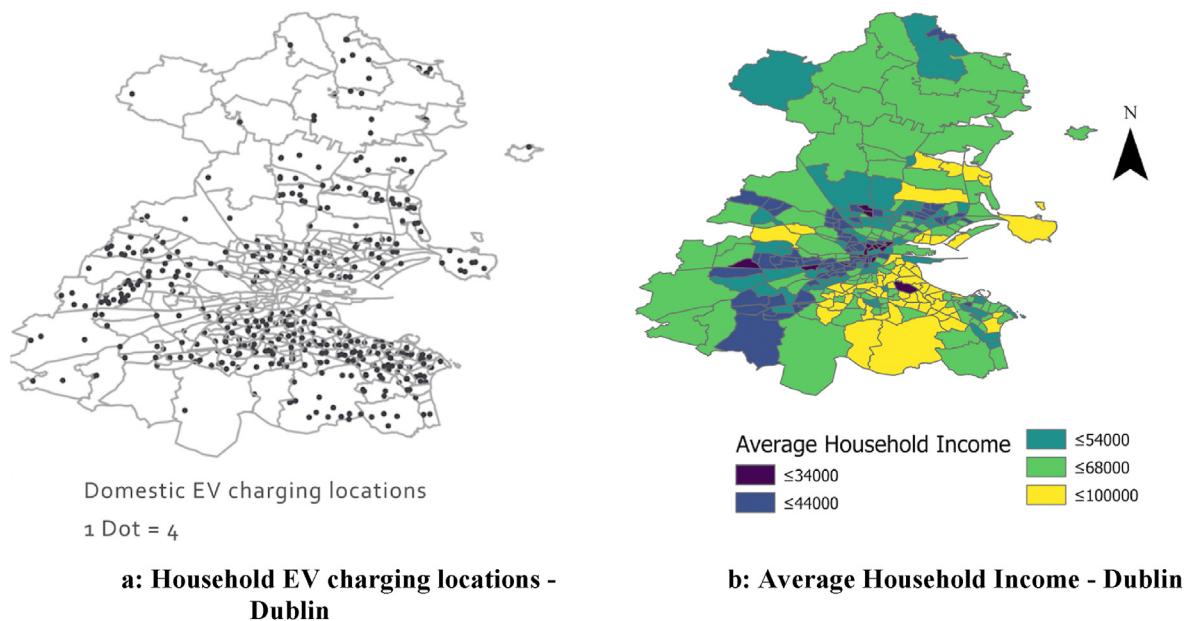 N
Domestic EV charging locations
1 Dot = 4
Average Household Income
≤34000
≤44000
≤54000
≤68000
≤100000
a: Household EV charging locations -
Dublin
b: Average Household Income - Dublin